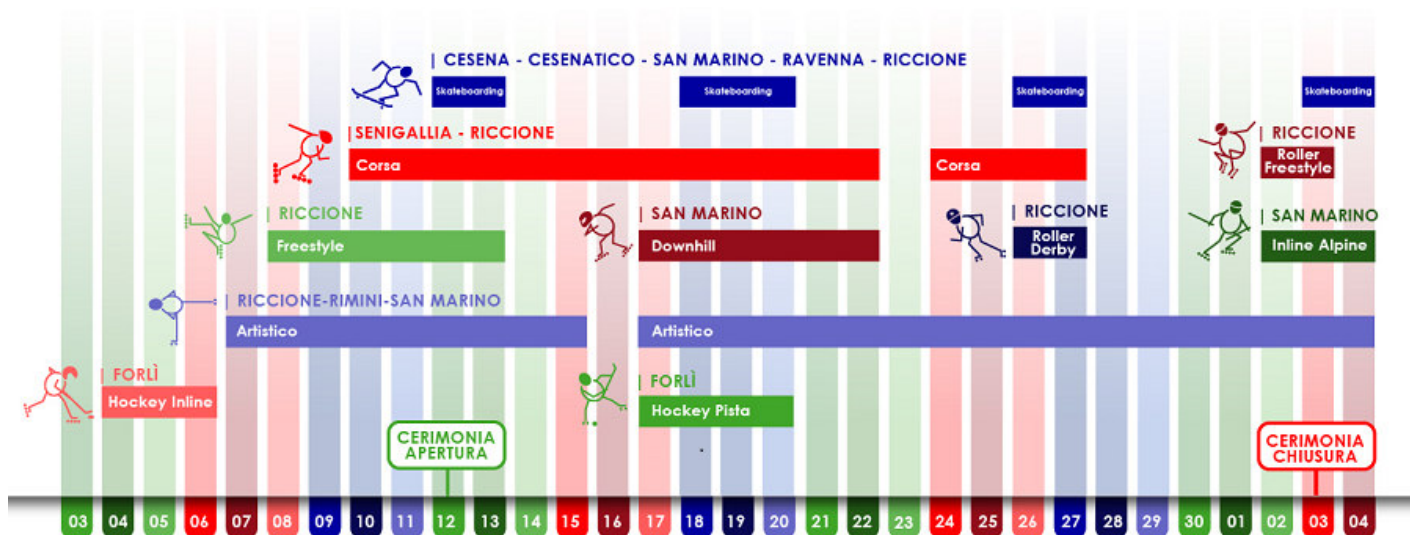 | CESENA - CESENATICO - SAN MARINO - RAVENNA - RICCIONE
Skateboarding
Skateboarding
Skateboarding
Skateboarding
|SENIGALLIA - RICCIONE
Corsa
Corsa
| RICCIONE
Roller
Freestyle
| RICCIONE
Freestyle
| SAN MARINO
Downhill
| RICCIONE
Roller
Derby
| SAN MARINO
Inline Alpine
| RICCIONE-RIMINI-SAN MARINO
Artistico
Artistico
| FORLÌ
Hockey Inline
| FORLÌ
Hockey Pista
CERIMONIA
APERTURA
CERIMONIA
CHIUSURA
03 04 05 06 07 08 09 10 11 12 13 14 15 16 17 18 19 20 21 22 23 24 25 26 27 28 29 30 01 02 03 04